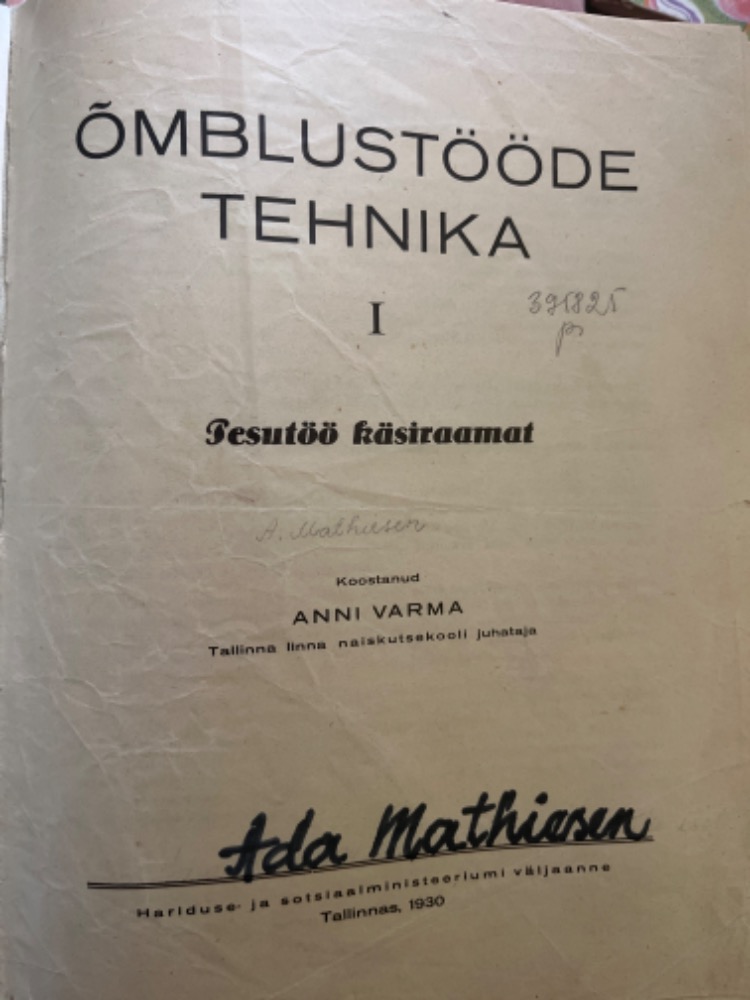 ÕMBLUSTÖÖDE
TEHNIKA
I
Pesutöö käsiraamat
A. Mathiesen
Koostanud
ANNI VARMA
Tallinna linna naiskutsekooli juhataja
Ada Mathiesen
Hariduse- ja sotsiaalministeeriumi väljaanne
Tallinnas, 1930